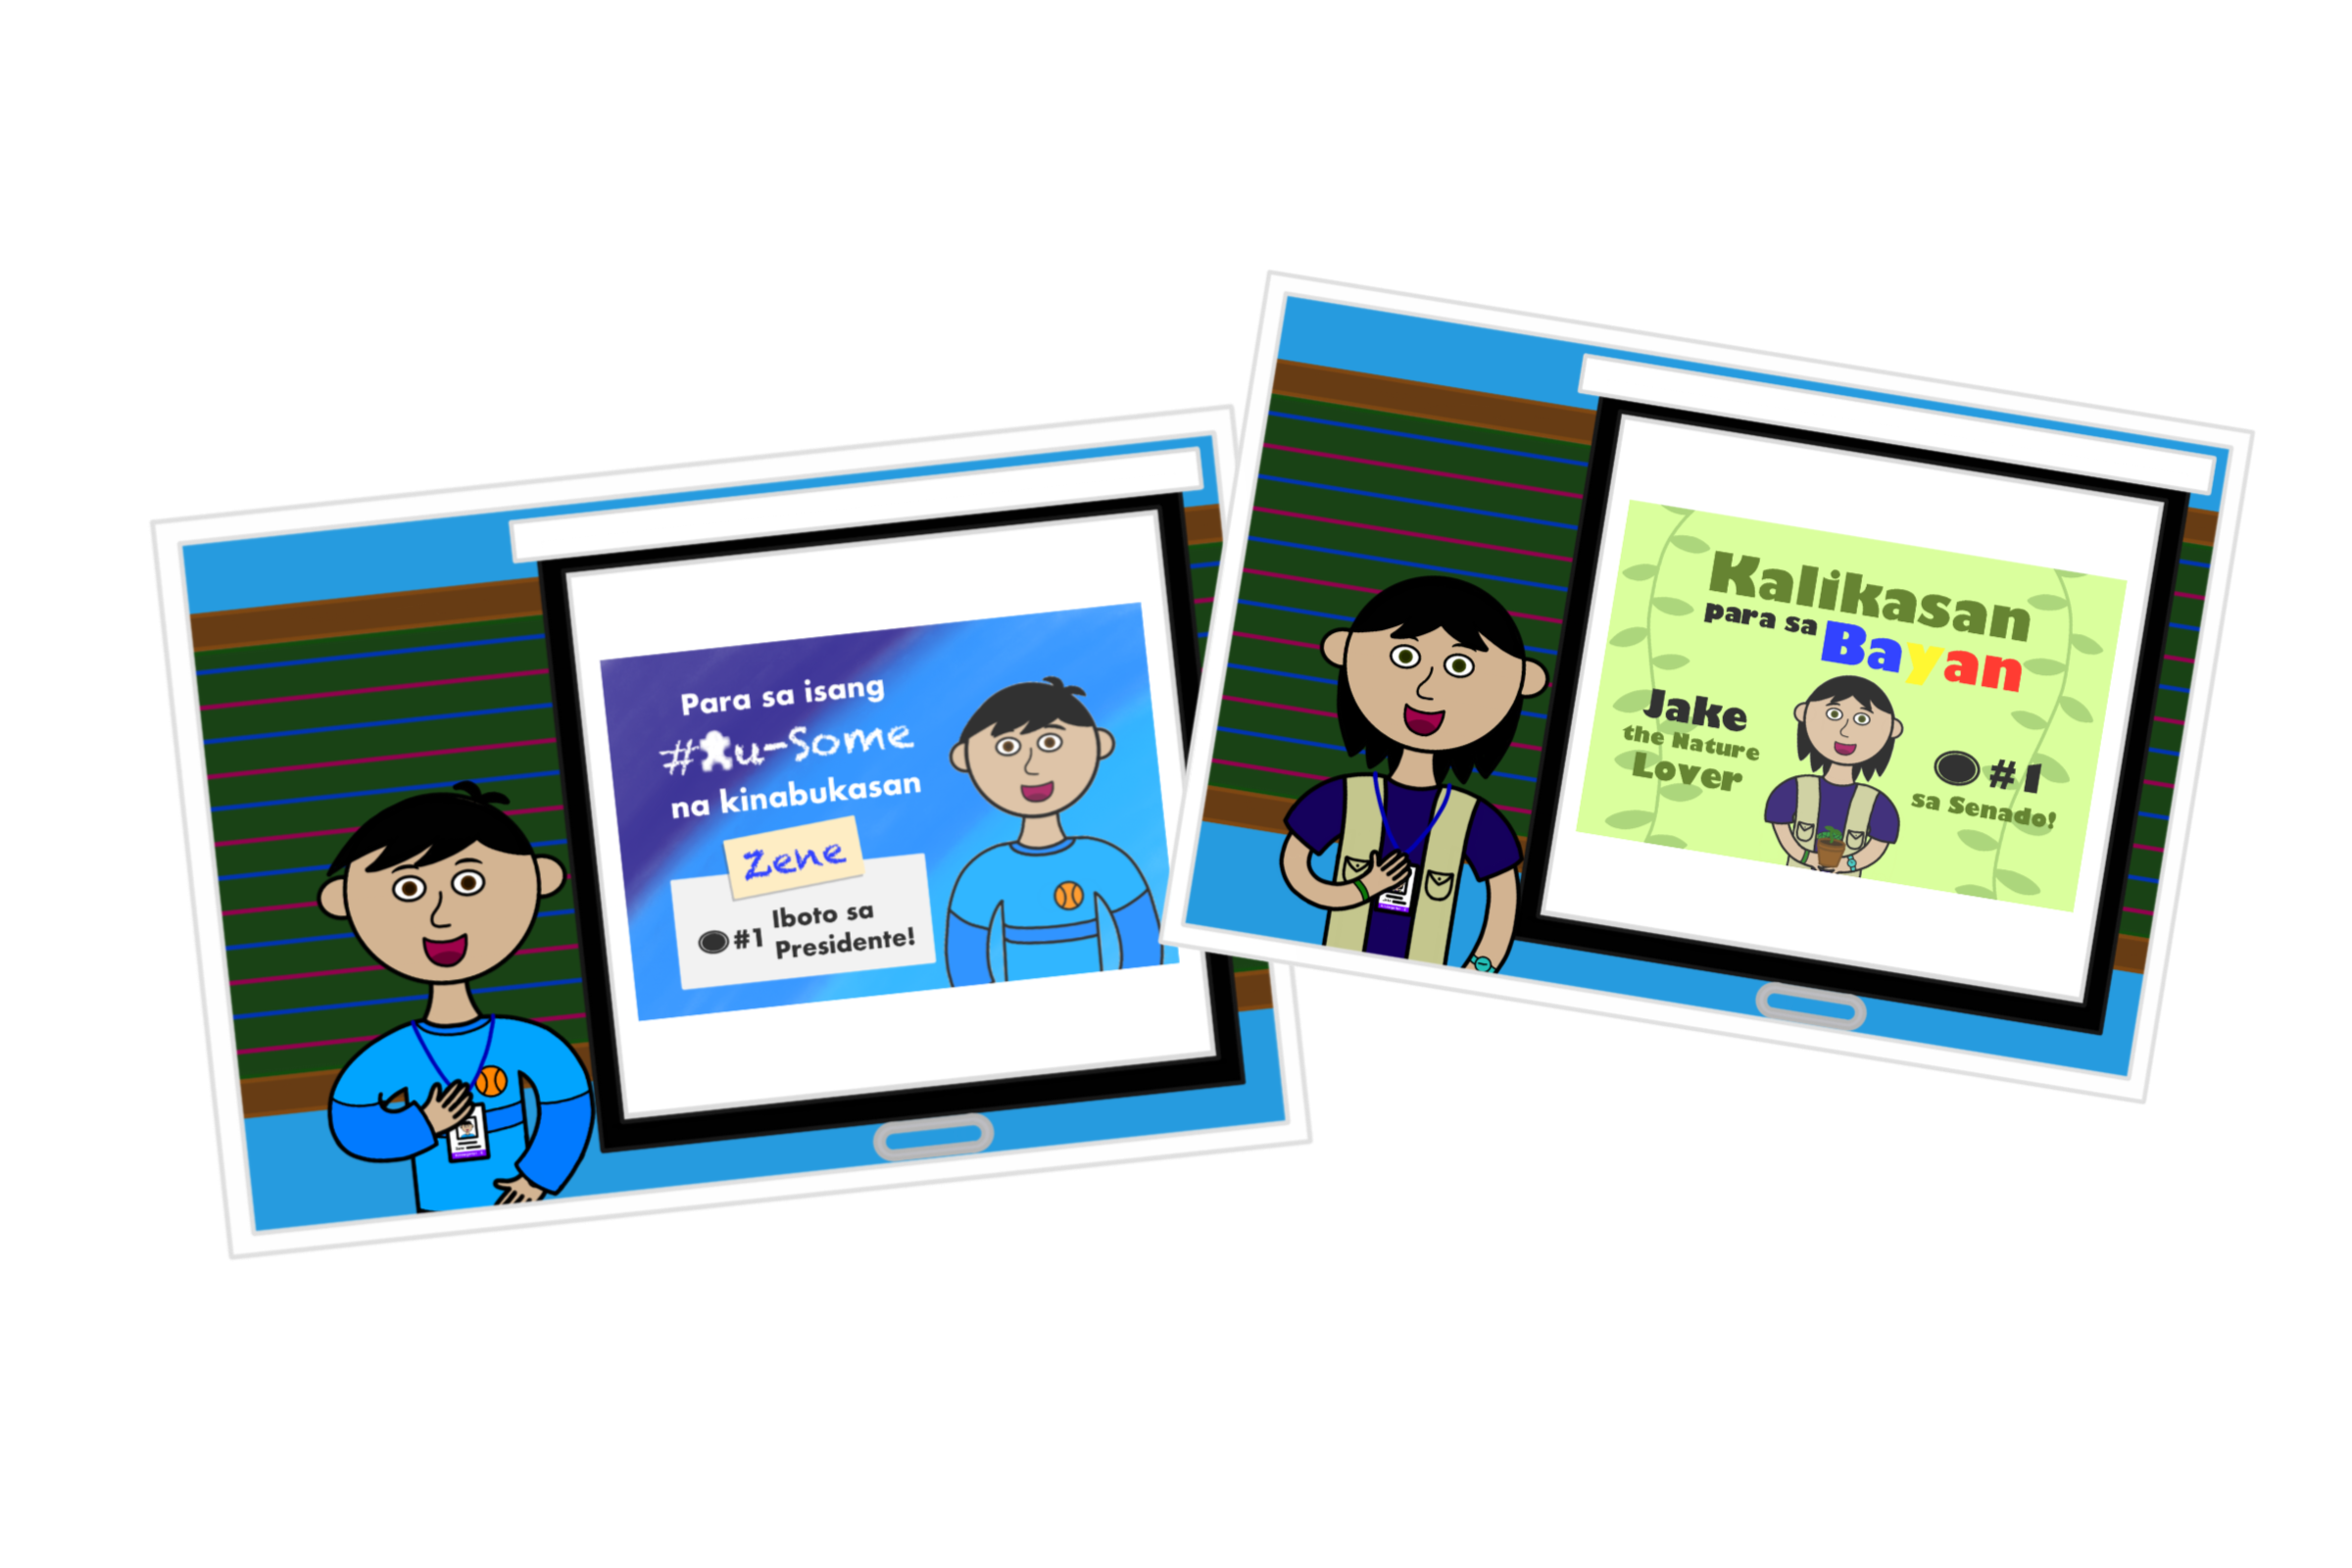 Para sa isang
#Au-Some
na kinabukasan
Zene
#1 Iboto sa
Presidente!
Kalikasan
para sa Bayan
Jake
the Nature
Lover
#1
sa Senado!